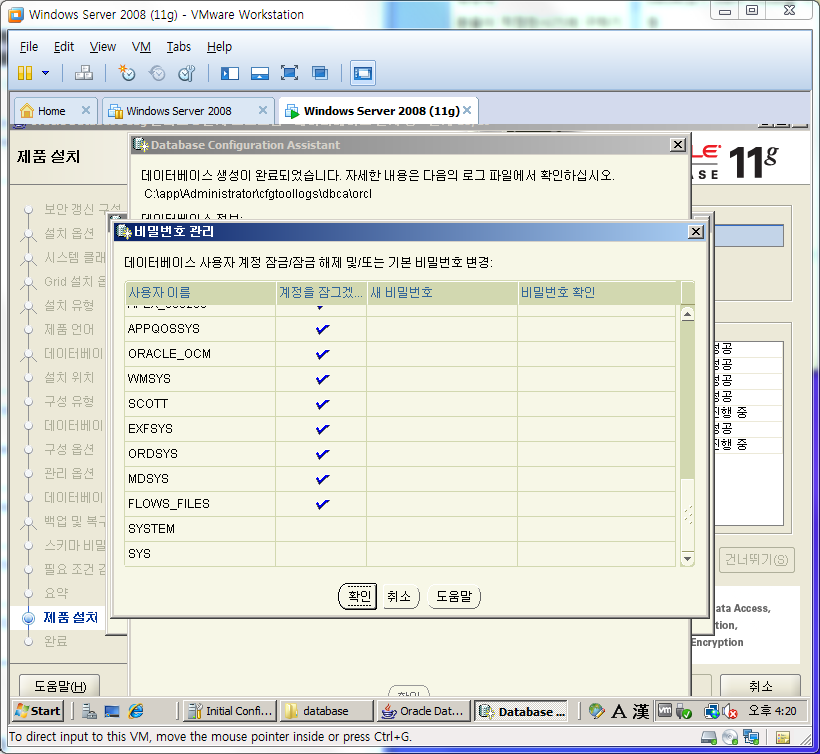 Windows Server 2008 (11g) - VMware Workstation
File Edit View VM Tabs Help
Home
Windows Server 2008
Windows Server 2008 (11g)
제품 설치
Database Configuration Assistant
11g
데이터베이스 생성이 완료되었습니다. 자세한 내용은 다음의 로그 파일에서 확인하십시오.
C:\app\Administrator\cfgtoollogs\dbca\orcl
데이터베이스 정보:
비밀번호 관리
데이터베이스 사용자 계정 잠금/잠금 해제 및/또는 기본 비밀번호 변경:
사용자 이름 계정을 잠그겠... 새 비밀번호 비밀번호 확인
APPQOSSYS
ORACLE_OCM
WMSYS
SCOTT
EXFSYS
ORDSYS
MDSYS
FLOWS_FILES
SYSTEM
SYS
확인 취소 도움말
보안 갱신 구성
설치 옵션
시스템 클래
Grid 설치 옵
설치 유형
제품 언어
데이터베이
설치 위치
구성 유형
데이터베이
구성 옵션
관리 옵션
데이터베이
백업 및 복구
스키마 비밀
필요 조건 검
요약
제품 설치
완료
성공
성공
성공
성공
진행 중
성공
진행 중
건너뛰기(S)
ata Access,
tion,
Encryption
도움말(H)
확인
취소
Start
Initial Confi...
database
Oracle Dat...
Database ...
A 漢
오후 4:20
To direct input to this VM, move the mouse pointer inside or press Ctrl+G.